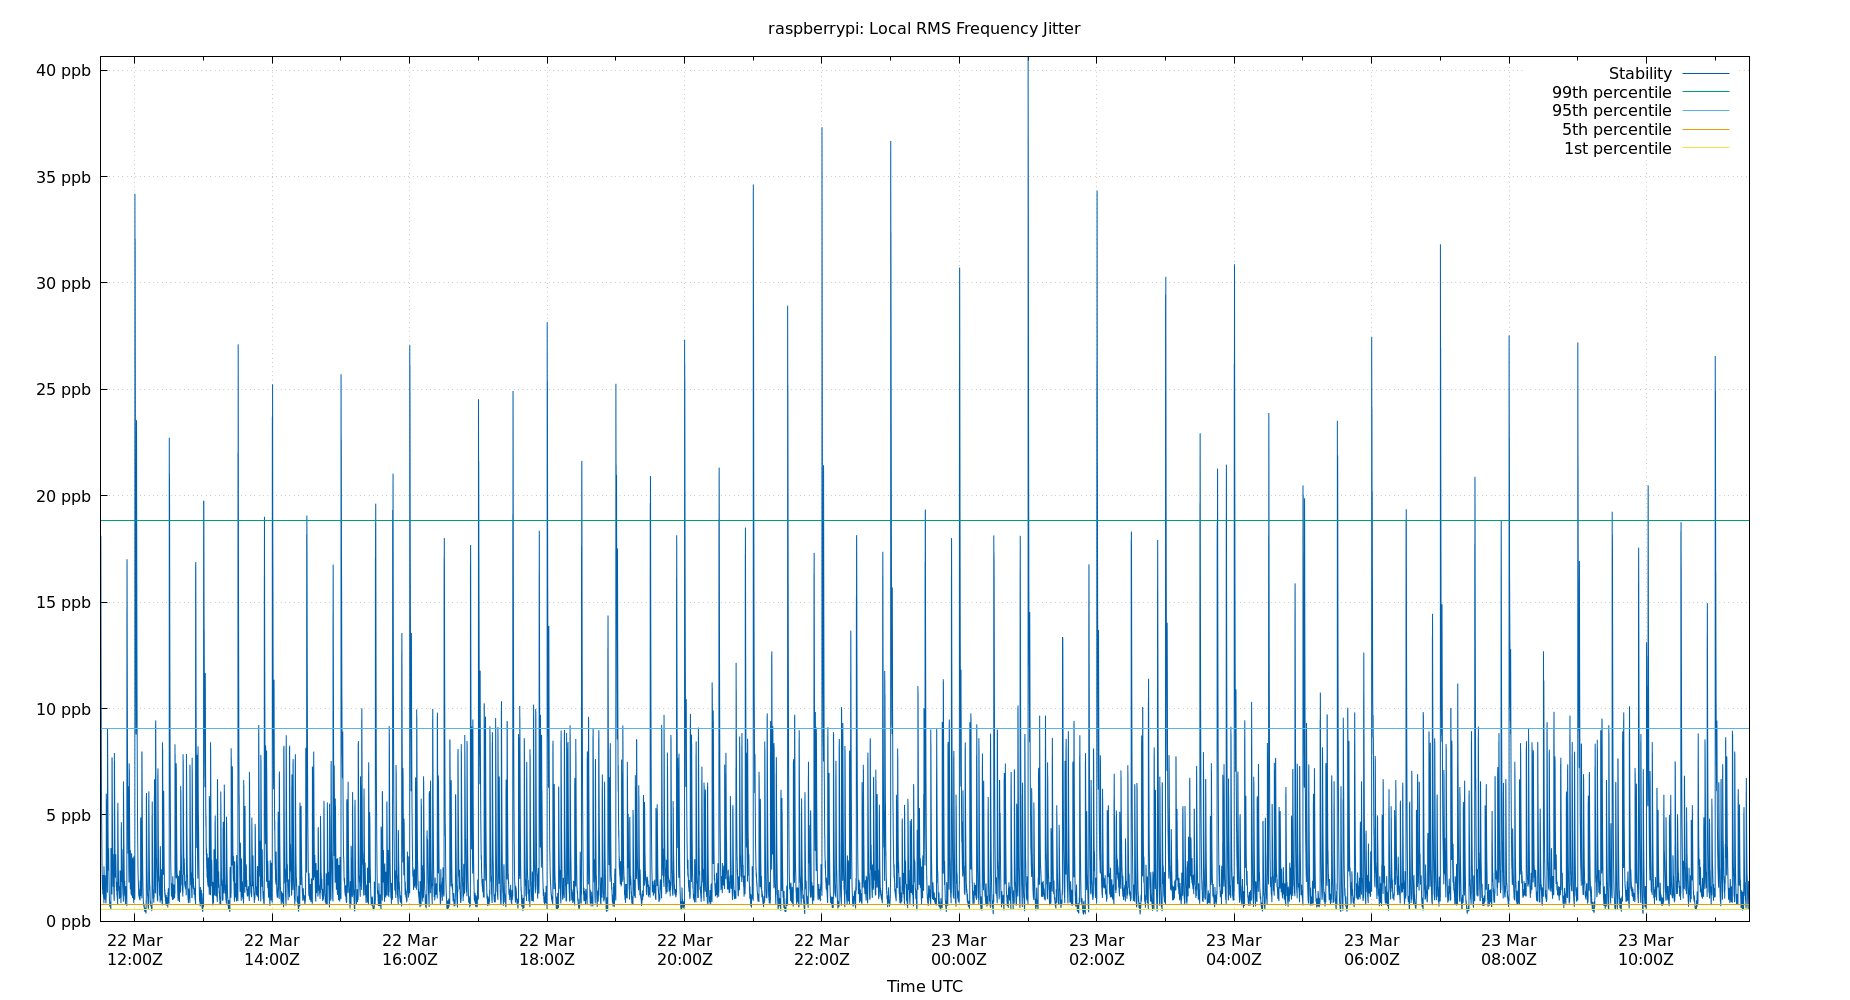 raspberrypi: Local RMS Frequency Jitter
40 ppb
35 ppb
30 ppb
25 ppb
20 ppb
15 ppb
10 ppb
5 ppb
0 ppb
Stability
99th percentile
95th percentile
5th percentile
1st percentile
22 Mar 22 Mar 22 Mar 22 Mar 22 Mar 22 Mar 23 Mar 23 Mar 23 Mar 23 Mar 23 Mar 23 Mar
12:00Z 14:00Z 16:00Z 18:00Z 20:00Z 22:00Z 00:00Z 02:00Z 04:00Z 06:00Z 08:00Z 10:00Z
Time UTC